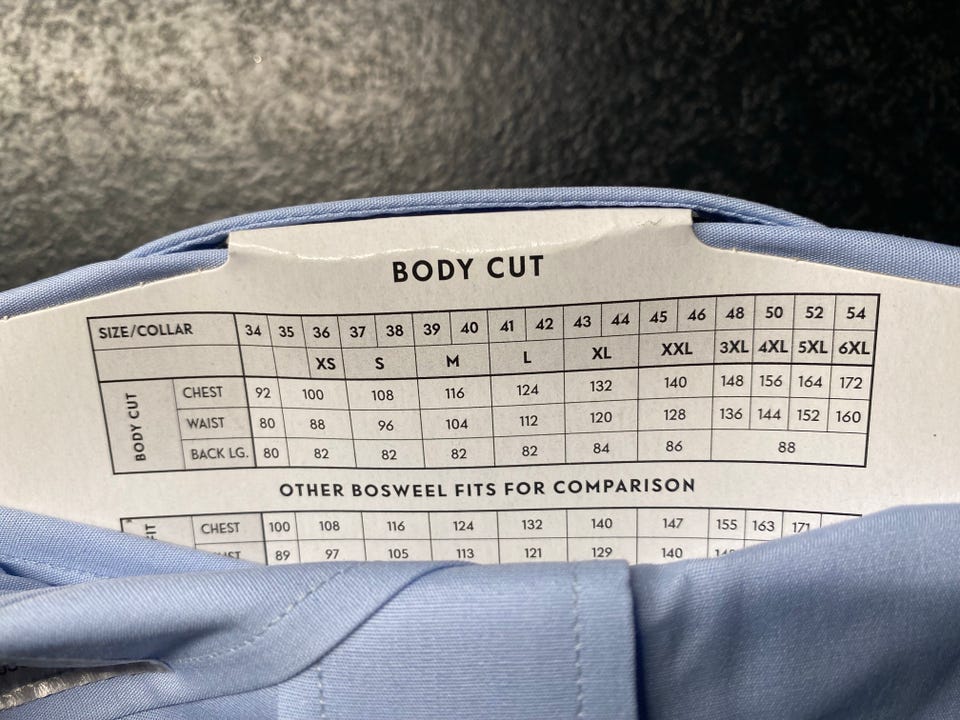 BODY CUT
SIZE/COLLAR 34 35 36 37 38 39 40 41 42 43 44 45 46 48 50 52 54
XS S M L XL XXL 3XL 4XL 5XL 6XL
BODY CUT
CHEST 92 100 108 116 124 132 140 148 156 164 172
WAIST 80 88 96 104 112 120 128 136 144 152 160
BACK LG. 80 82 82 82 82 84 86 88
OTHER BOSWEEL FITS FOR COMPARISON
CHEST 100 108 116 124 132 140 147 155 163 171
89 97 105 113 121 129 140